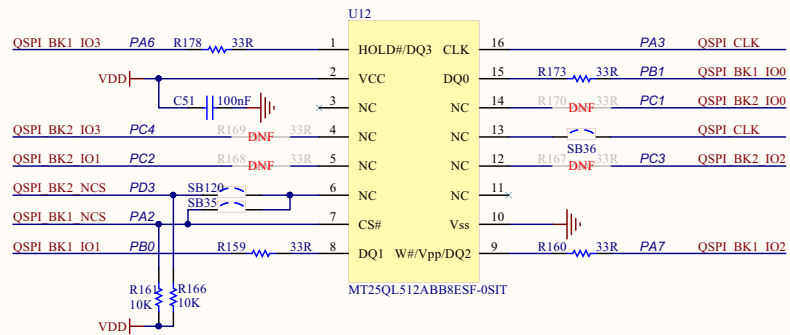 U12
QSPI_BK1_IO3 PA6 R178 33R 1 HOLD#/DQ3 CLK 16 PA3 QSPI_CLK
VDD 2 VCC DQ0 15 R173 33R PB1 QSPI_BK1_IO0
C51 100nF 3 NC NC 14 R170 DNF 33R PC1 QSPI_BK2_IO0
QSPI_BK2_IO3 PC4 R169 DNF 33R 4 NC NC 13 SB36 QSPI_CLK
QSPI_BK2_IO1 PC2 R168 DNF 33R 5 NC NC 12 R167 DNF 33R PC3 QSPI_BK2_IO2
QSPI_BK2_NCS PD3 SB120 6 NC NC 11
QSPI_BK1_NCS PA2 SB35 7 CS# Vss 10
QSPI_BK1_IO1 PB0 R159 33R 8 DQ1 W#/Vpp/DQ2 9 R160 33R PA7 QSPI_BK1_IO2
R161 R166 MT25QL512ABB8ESF-0SIT
10K 10K
VDD